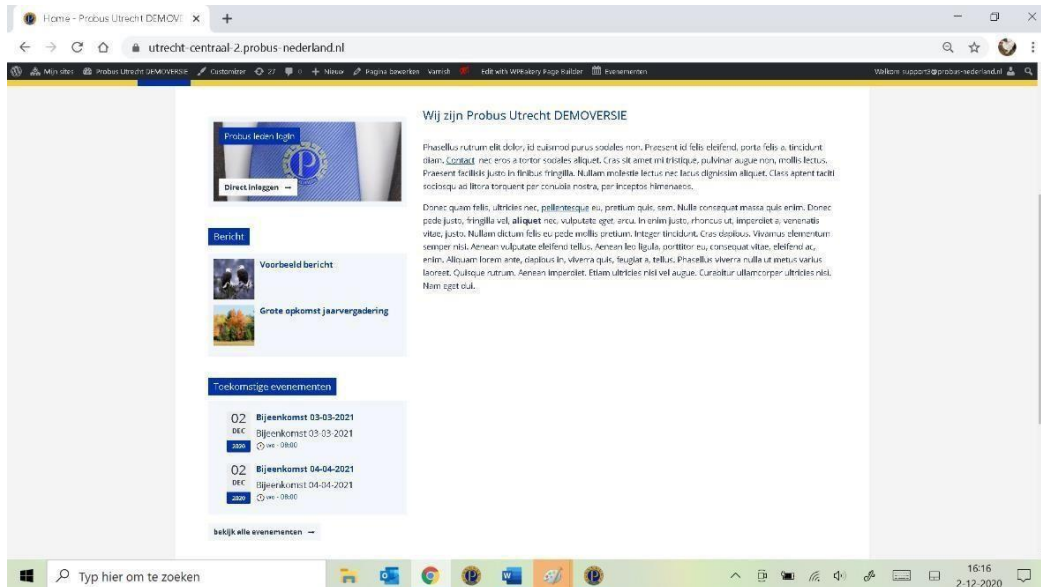 Home - Probus Utrecht DEMOVE
utrecht-centraal-2.probus-nederland.nl
Mijn sites Probus Utrecht DEMOVERSIE Customizer 27 0 Nieuw Pagina bewerken Varnish Edit with WPBakery Page Builder Evenementen Welkom support3@probus-nederland.nl
Probus leden login
Direct inloggen →
Bericht
Voorbeeld bericht
Grote opkomst jaarvergadering
Toekomstige evenementen
02 Bijeenkomst 03-03-2021
DEC Bijeenkomst 03-03-2021
2020 wo - 08:00
02 Bijeenkomst 04-04-2021
DEC Bijeenkomst 04-04-2021
2020 wo - 08:00
bekijk alle evenementen →
Wij zijn Probus Utrecht DEMOVERSIE
Phasellus rutrum elit dolor, id euismod purus sodales non. Praesent id felis eleifend, porta felis a, tincidunt
diam. Contact nec eros a tortor sodales aliquet. Cras sit amet mi tristique, pulvinar augue non, mollis lectus.
Praesent facilisis justo in finibus fringilla. Nullam molestie lectus nec lacus dignissim aliquet. Class aptent taciti
sociosqu ad litora torquent per conubia nostra, per inceptos himenaeos.
Donec quam felis, ultricies nec, pellentesque eu, pretium quis, sem. Nulla consequat massa quis enim. Donec
pede justo, fringilla vel, aliquet nec, vulputate eget, arcu. In enim justo, rhoncus ut, imperdiet a, venenatis
vitae, justo. Nullam dictum felis eu pede mollis pretium. Integer tincidunt. Cras dapibus. Vivamus elementum
semper nisi. Aenean vulputate eleifend tellus. Aenean leo ligula, porttitor eu, consequat vitae, eleifend ac,
enim. Aliquam lorem ante, dapibus in, viverra quis, feugiat a, tellus. Phasellus viverra nulla ut metus varius
laoreet. Quisque rutrum. Aenean imperdiet. Etiam ultricies nisi vel augue. Curabitur ullamcorper ultricies nisi.
Nam eget dui.
Typ hier om te zoeken
16:16
2-12-2020